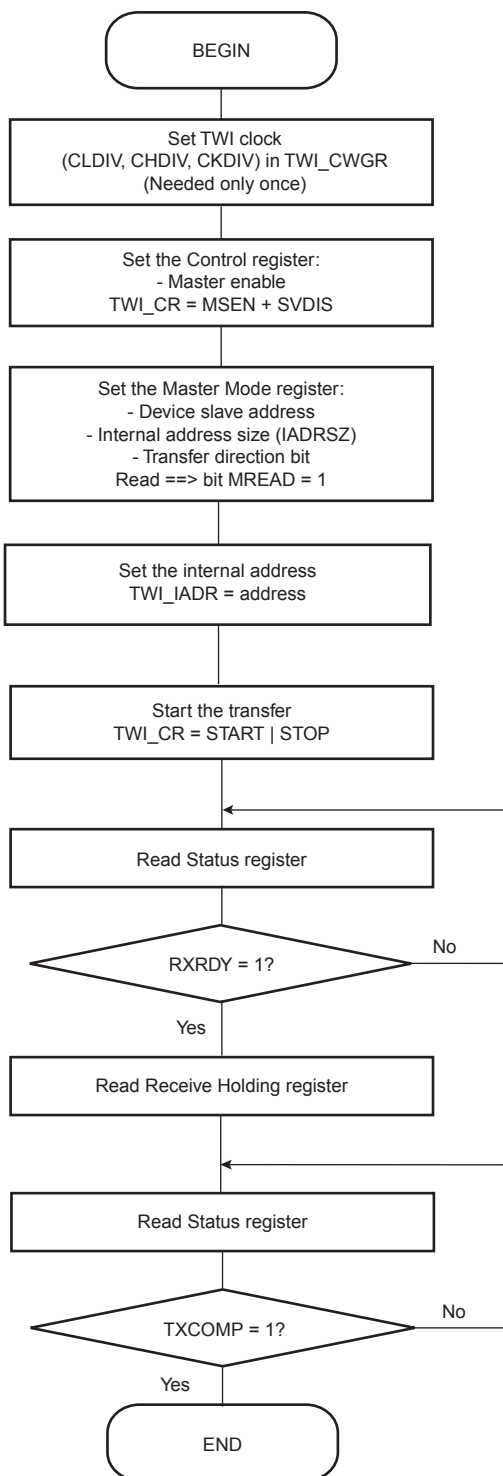 BEGIN
Set TWI clock
(CLDIV, CHDIV, CKDIV) in TWI_CWGR
(Needed only once)
Set the Control register:
- Master enable
TWI_CR = MSEN + SVDIS
Set the Master Mode register:
- Device slave address
- Internal address size (IADRSZ)
- Transfer direction bit
Read ==> bit MREAD = 1
Set the internal address
TWI_IADR = address
Start the transfer
TWI_CR = START | STOP
Read Status register
RXRDY = 1?
No
Yes
Read Receive Holding register
Read Status register
TXCOMP = 1?
No
Yes
END